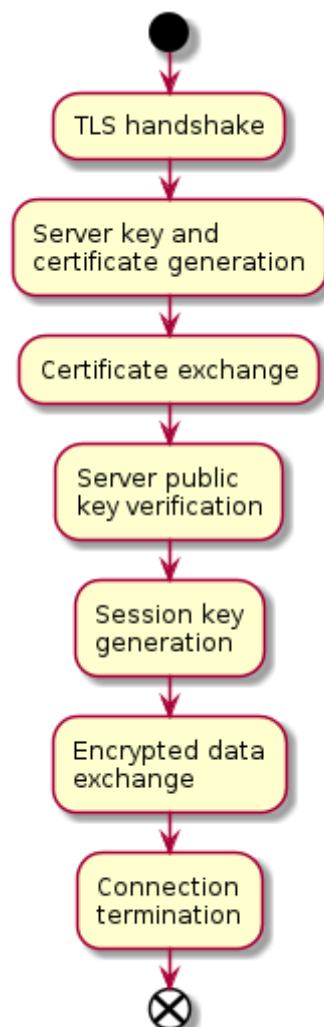 TLS handshake
Server key and
certificate generation
Certificate exchange
Server public
key verification
Session key
generation
Encrypted data
exchange
Connection
termination